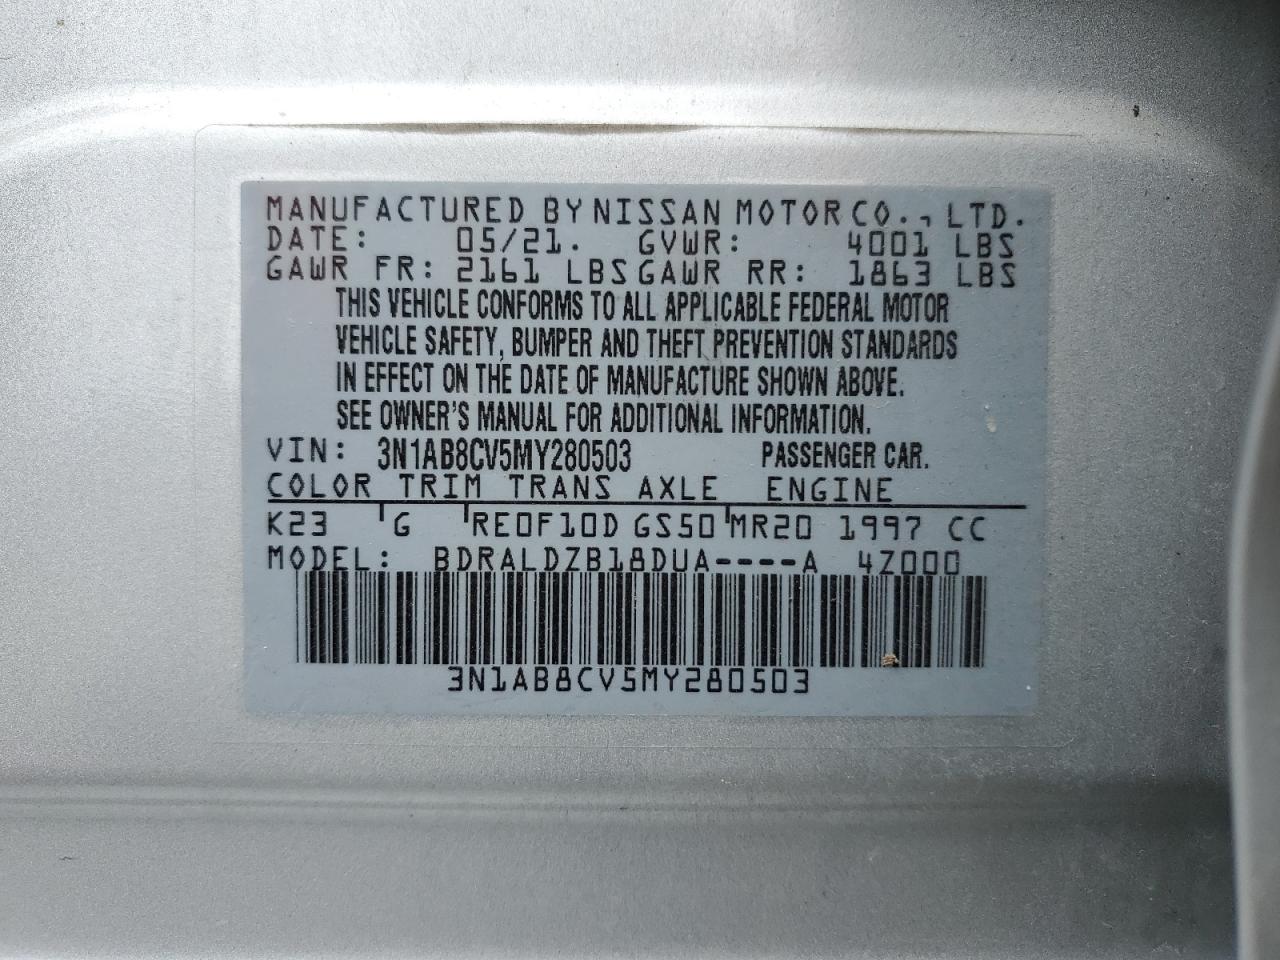 MANUFACTURED BY NISSAN MOTOR CO., LTD.
DATE: 05/21. GVWR: 4001 LBS
GAWR FR: 2161 LBS GAWR RR: 1863 LBS
THIS VEHICLE CONFORMS TO ALL APPLICABLE FEDERAL MOTOR
VEHICLE SAFETY, BUMPER AND THEFT PREVENTION STANDARDS
IN EFFECT ON THE DATE OF MANUFACTURE SHOWN ABOVE.
SEE OWNER'S MANUAL FOR ADDITIONAL INFORMATION.
VIN: 3N1AB8CV5MY280503 PASSENGER CAR.
COLOR TRIM TRANS AXLE ENGINE
K23 G RE0F10D GS50 MR20 1997 CC
MODEL: BDRALDZB18DUA----A 4Z000
3N1AB8CV5MY280503